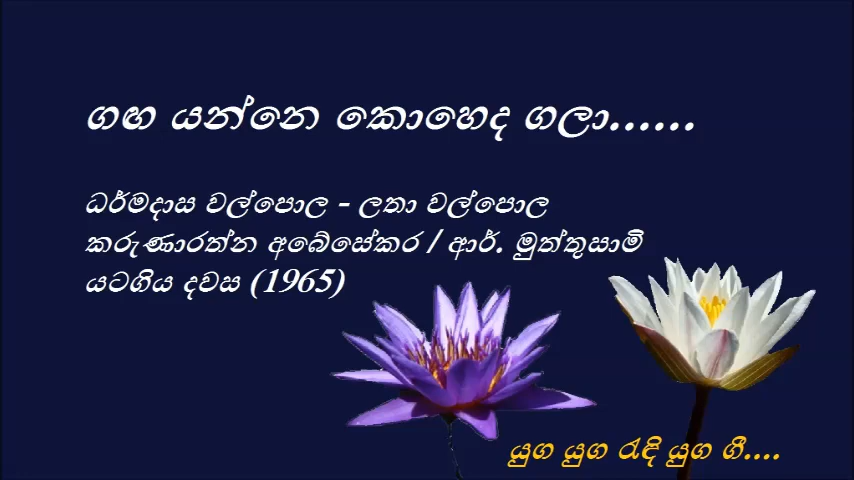 ගඟ යන්නෙ කොහෙද ගලා......
ධර්මදාස වල්පොල - ලතා වල්පොල
කරුණාරත්න අබේසේකර / ආර්. මුත්තුසාමි
යටගිය දවස (1965)
යුග යුග රැඳි යුග ගී....